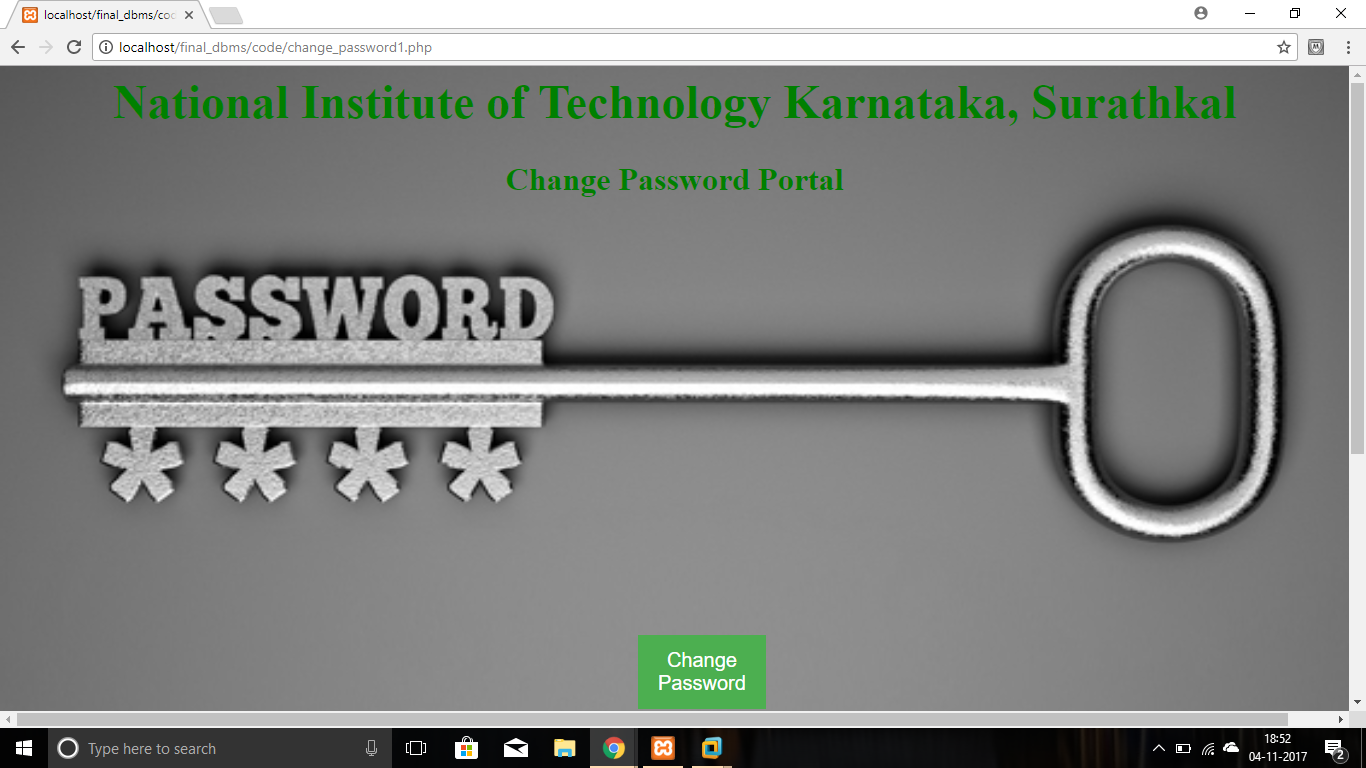 localhost/final_dbms/cod
localhost/final_dbms/code/change_password1.php
National Institute of Technology Karnataka, Surathkal
Change Password Portal
PASSWORD
****
Change
Password
Type here to search
18:52
04-11-2017
2